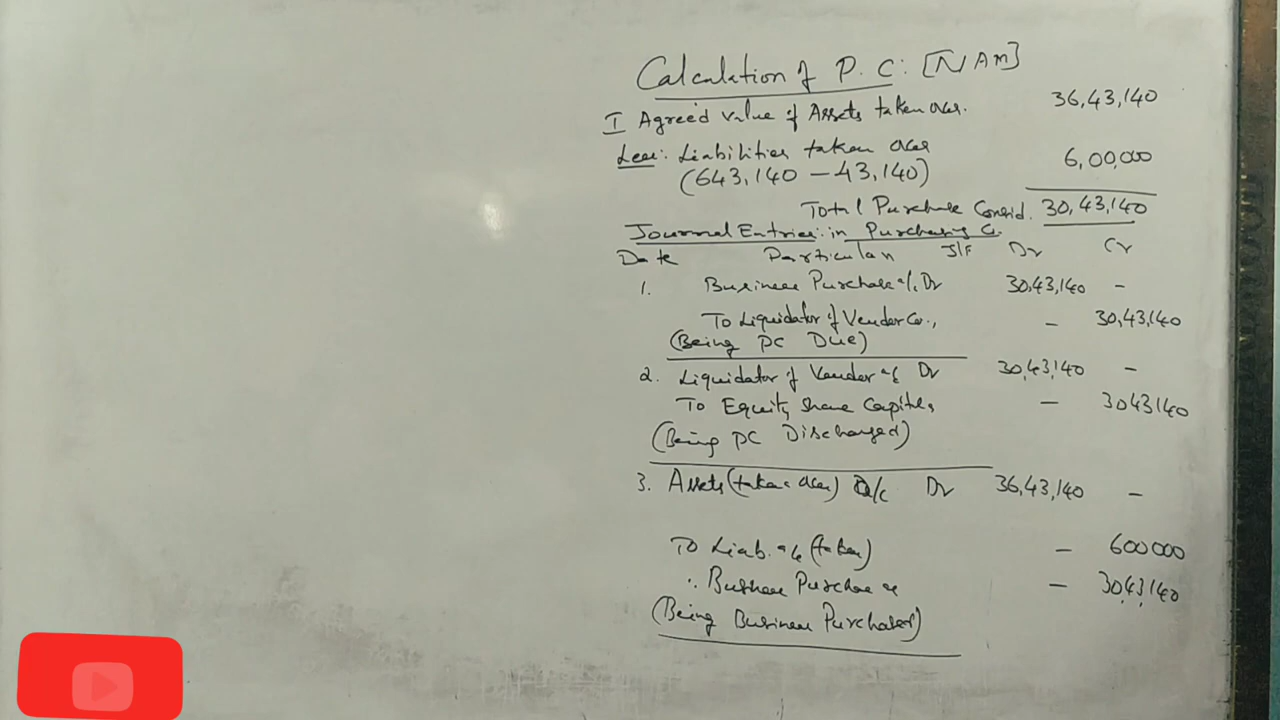 Calculation of P. C: [NAM]
I Agreed value of Assets taken over. 36,43,140
Less: Liabilities taken over 6,00,000
(643,140 - 43,140)
Total Purchase Consid. 30,43,140
Journal Entries: in Purchasing Co.
Date Particulars J/F Dr Cr
1. Business Purchase a/c Dr 30,43,140 -
To Liquidator of Vendor Co., - 30,43,140
(Being PC Due)
2. Liquidator of Vendor a/c Dr 30,43,140 -
To Equity Share Capital - 3043140
(Being PC Discharged)
3. Assets (taken over) a/c Dr 36,43,140 -
To Liab. a/c (taken) - 600000
Business Purchase a/c - 30,43,140
(Being Business Purchased)